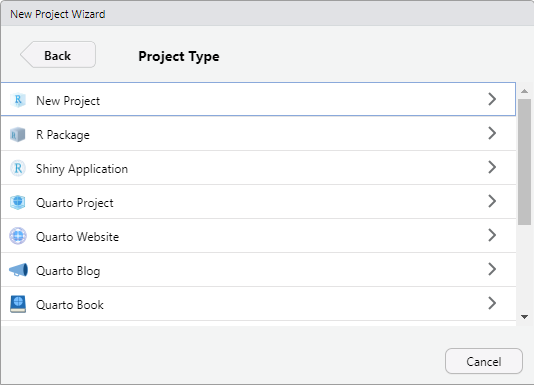 New Project Wizard
Back
Project Type
R New Project
R R Package
R Shiny Application
Quarto Project
Quarto Website
Quarto Blog
Quarto Book
Cancel